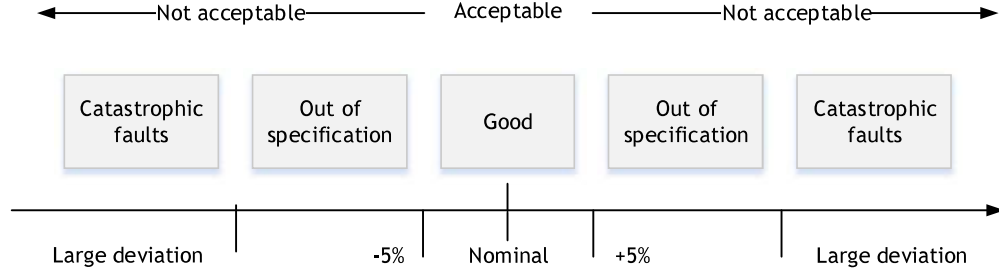 Not acceptable Acceptable Not acceptable
Catastrophic faults
Out of specification
Good
Out of specification
Catastrophic faults
Large deviation -5% Nominal +5% Large deviation